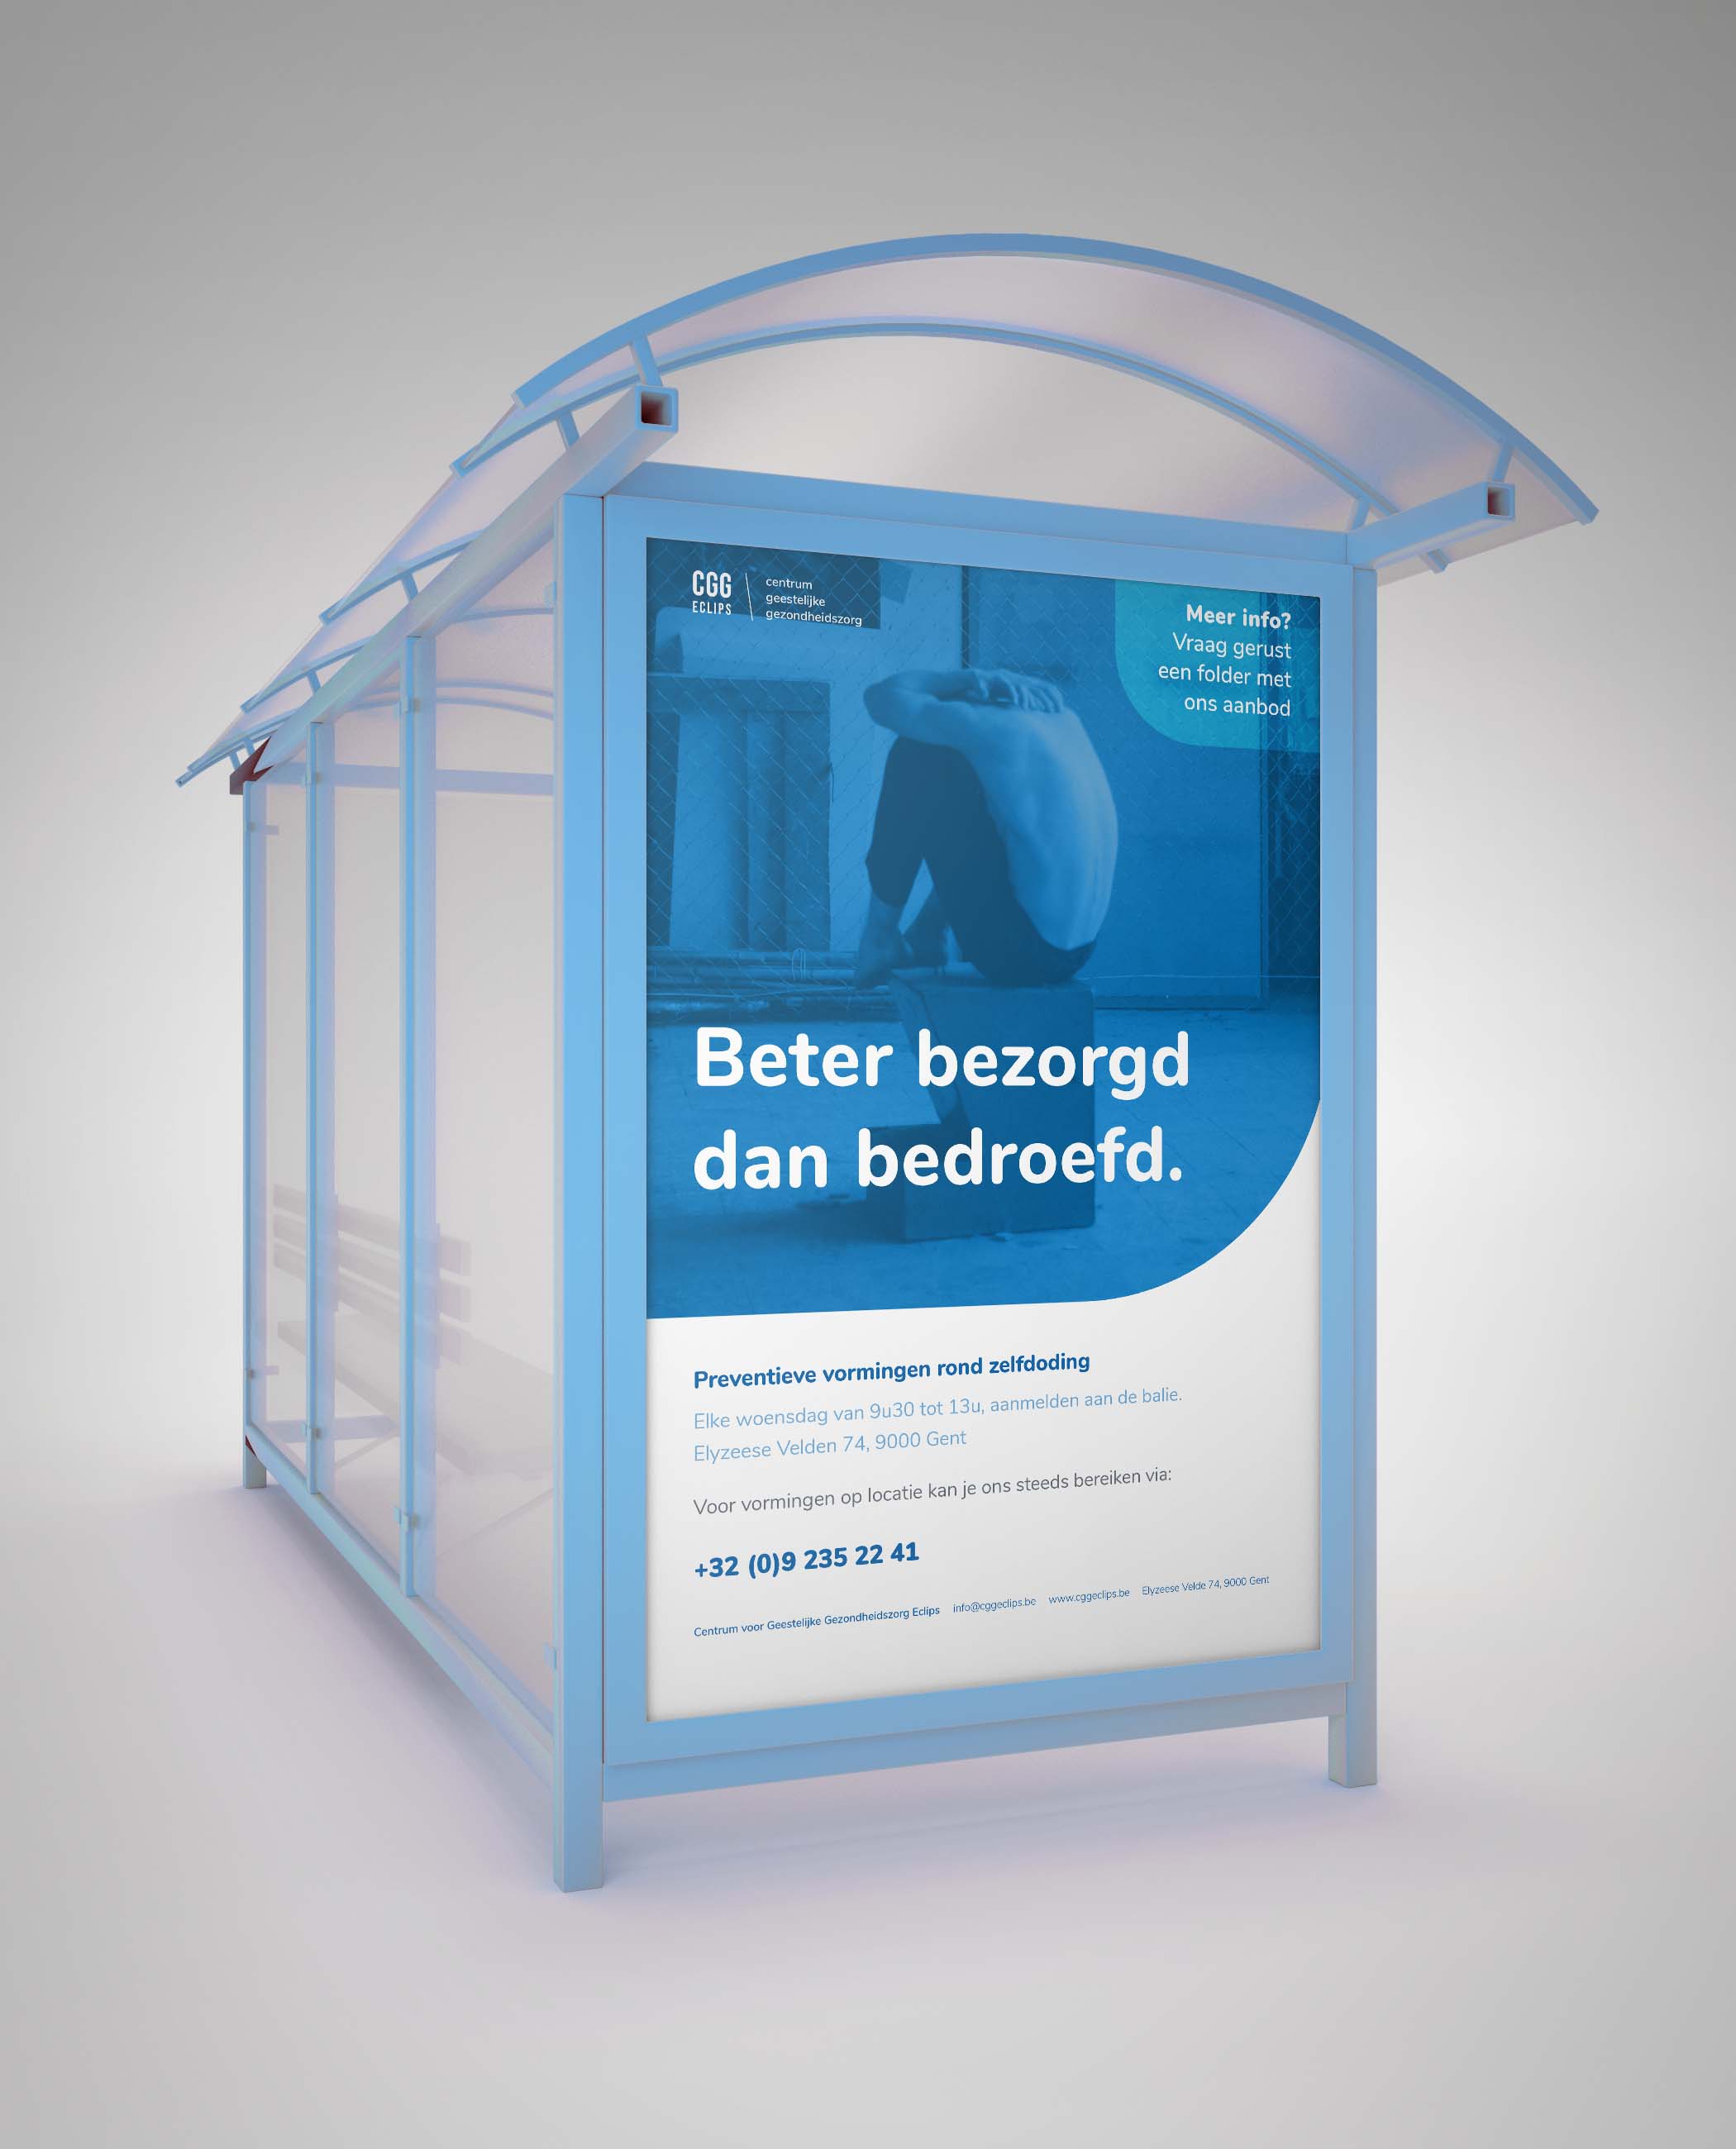 CGG
ECLIPS
centrum
geestelijke
gezondheidszorg
Meer info?
Vraag gerust
een folder met
ons aanbod
Beter bezorgd
dan bedroefd.
Preventieve vormingen rond zelfdoding
Elke woensdag van 9u30 tot 13u, aanmelden aan de balie.
Elyzeese Velden 74, 9000 Gent
Voor vormingen op locatie kan je ons steeds bereiken via:
+32 (0)9 235 22 41
Centrum voor Geestelijke Gezondheidszorg Eclips info@cggeclips.be www.cggeclips.be Elyzeese Velde 74, 9000 Gent